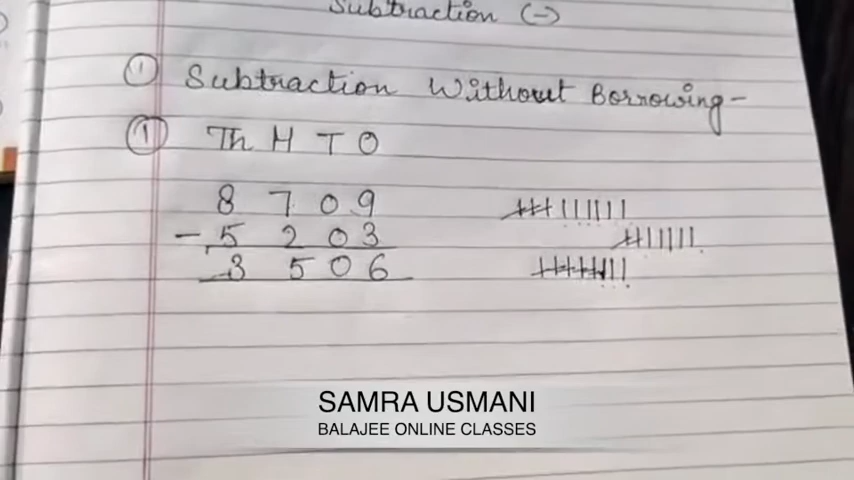 Subtraction (-)
① Subtraction Without Borrowing-
① Th H T O
8 7 0 9
- 5 2 0 3
3 5 0 6
SAMRA USMANI
BALAJEE ONLINE CLASSES